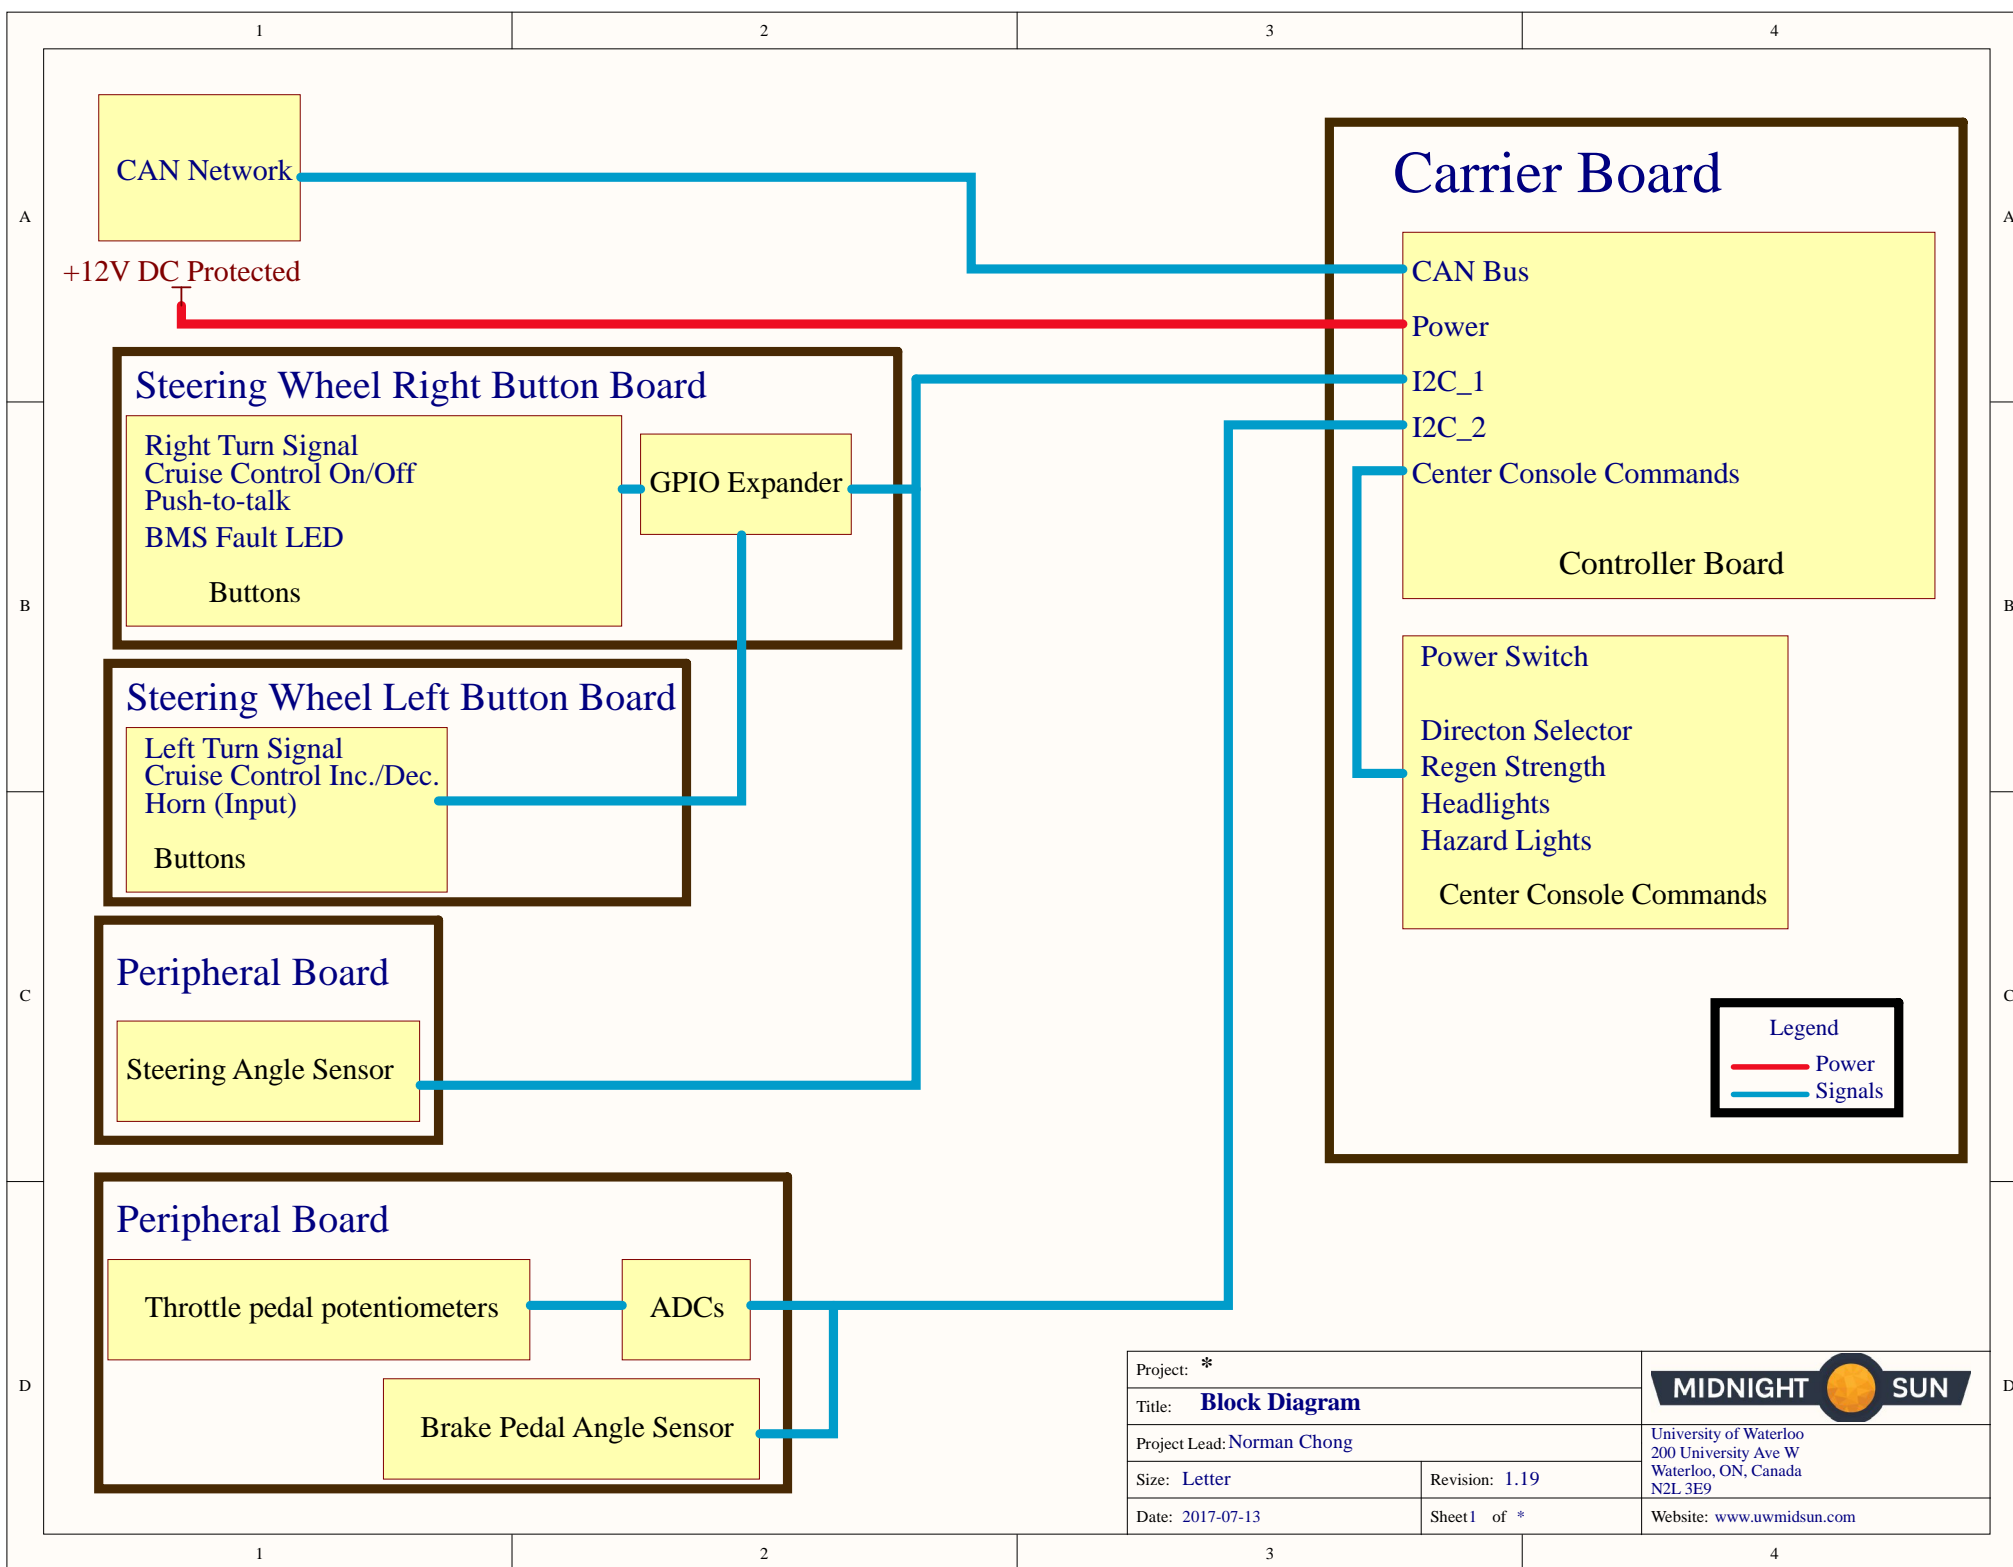 1
2
3
4
A
A
CAN Network
+12V DC Protected
Carrier Board
CAN Bus
Power
I2C_1
I2C_2
Center Console Commands
Controller Board
Steering Wheel Right Button Board
Right Turn Signal
Cruise Control On/Off
Push-to-talk
BMS Fault LED
Buttons
GPIO Expander
B
B
Steering Wheel Left Button Board
Left Turn Signal
Cruise Control Inc./Dec.
Horn (Input)
Buttons
Power Switch
Directon Selector
Regen Strength
Headlights
Hazard Lights
Center Console Commands
Peripheral Board
Steering Angle Sensor
C
C
Legend
Power
Signals
Peripheral Board
Throttle pedal potentiometers
ADCs
Brake Pedal Angle Sensor
D
D
Project: *
Title: Block Diagram
Project Lead: Norman Chong
Size: Letter
Revision: 1.19
Date: 2017-07-13
Sheet1 of *
MIDNIGHT SUN
University of Waterloo
200 University Ave W
Waterloo, ON, Canada
N2L 3E9
Website: www.uwmidsun.com
1
2
3
4